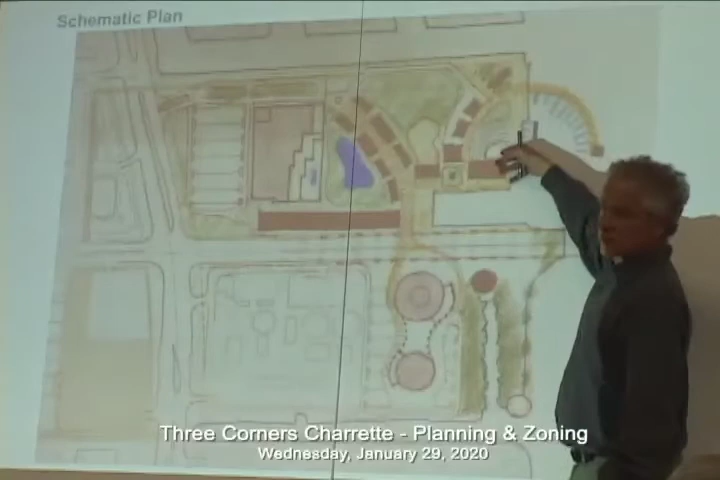 Schematic Plan
Three Corners Charrette - Planning & Zoning
Wednesday, January 29, 2020